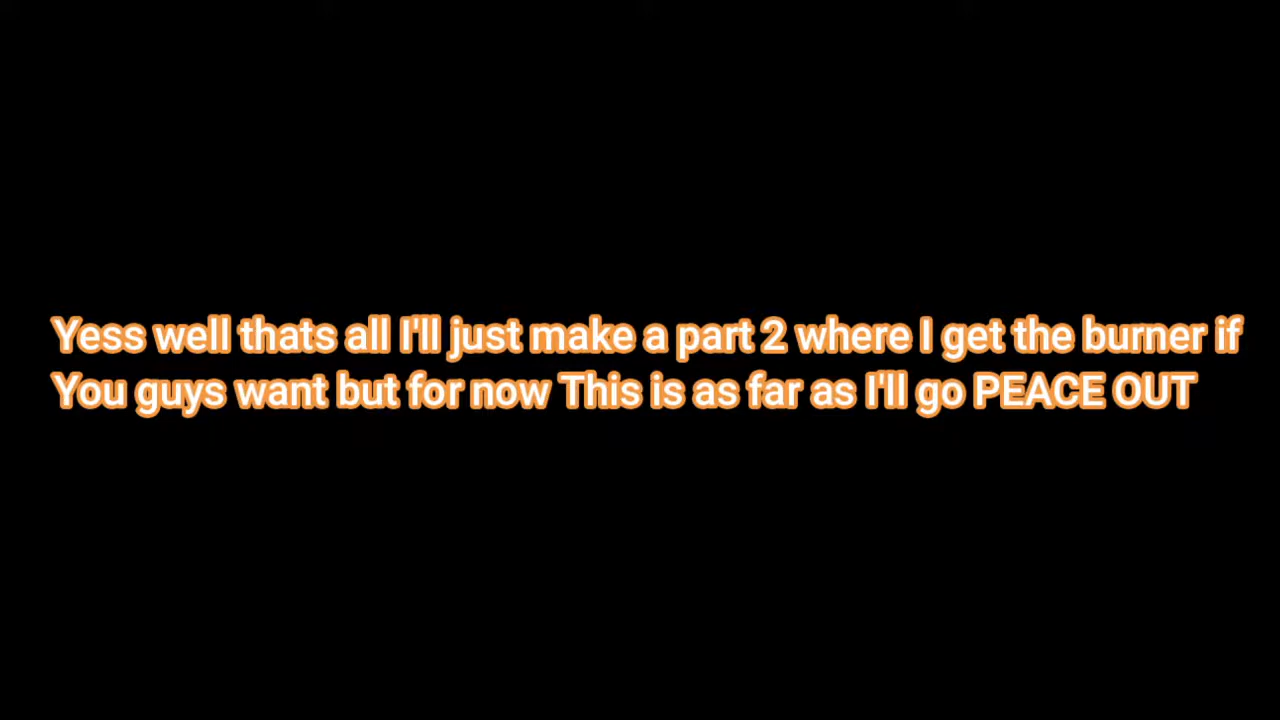 Yess well thats all I'll just make a part 2 where I get the burner if
You guys want but for now This is as far as I'll go PEACE OUT